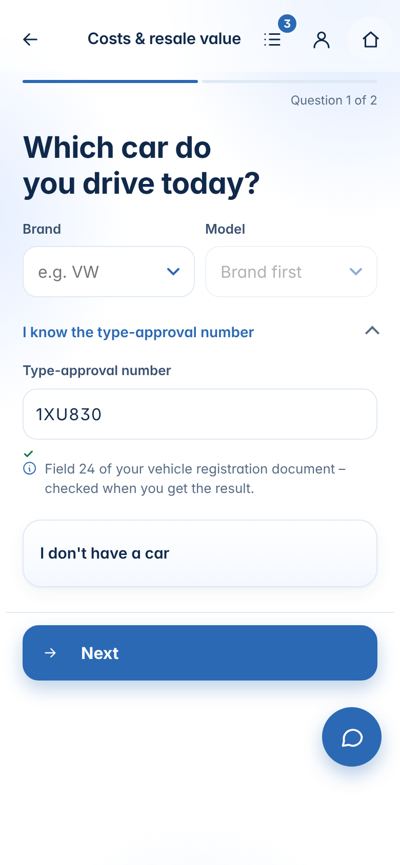 Costs & resale value
3
Question 1 of 2
Which car do
you drive today?
Brand
Model
e.g. VW
Brand first
I know the type-approval number
Type-approval number
1XU830
Field 24 of your vehicle registration document –
checked when you get the result.
I don't have a car
Next